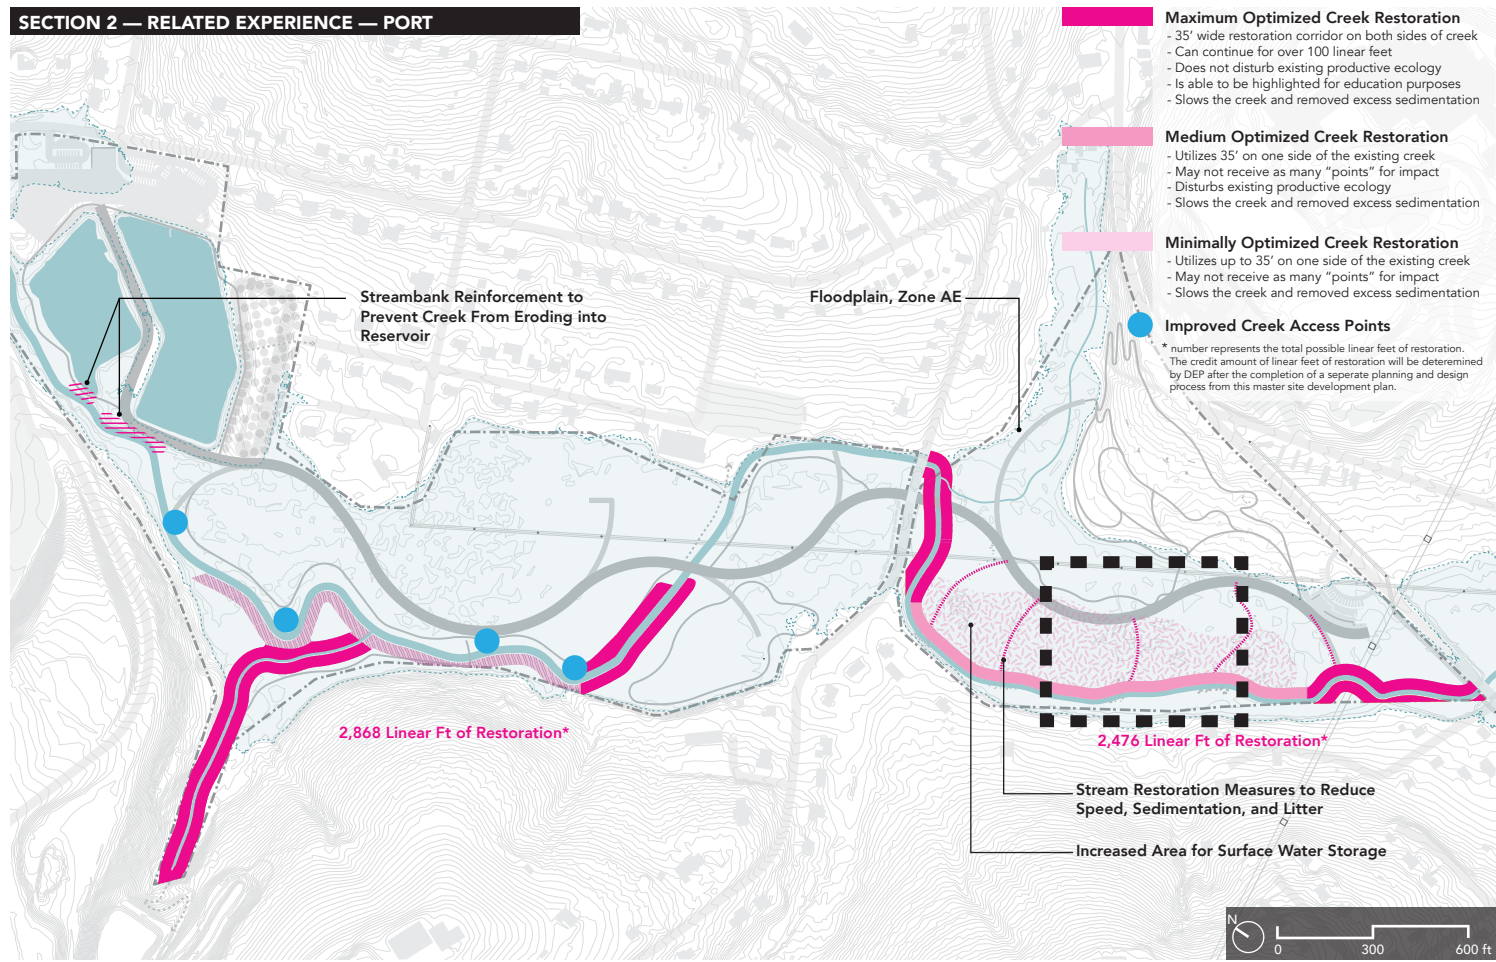 SECTION 2 — RELATED EXPERIENCE — PORT
Maximum Optimized Creek Restoration
- 35' wide restoration corridor on both sides of creek
- Can continue for over 100 linear feet
- Does not disturb existing productive ecology
- Is able to be highlighted for education purposes
- Slows the creek and removed excess sedimentation
Medium Optimized Creek Restoration
- Utilizes 35' on one side of the existing creek
- May not receive as many “points” for impact
- Disturbs existing productive ecology
- Slows the creek and removed excess sedimentation
Minimally Optimized Creek Restoration
- Utilizes up to 35' on one side of the existing creek
- May not receive as many “points” for impact
- Slows the creek and removed excess sedimentation
Improved Creek Access Points
* number represents the total possible linear feet of restoration.
The credit amount of linear feet of restoration will be deteremined
by DEP after the completion of a seperate planning and design
process from this master site development plan.
Streambank Reinforcement to
Prevent Creek From Eroding into
Reservoir
Floodplain, Zone AE
2,868 Linear Ft of Restoration*
2,476 Linear Ft of Restoration*
Stream Restoration Measures to Reduce
Speed, Sedimentation, and Litter
Increased Area for Surface Water Storage
N
0 300 600 ft